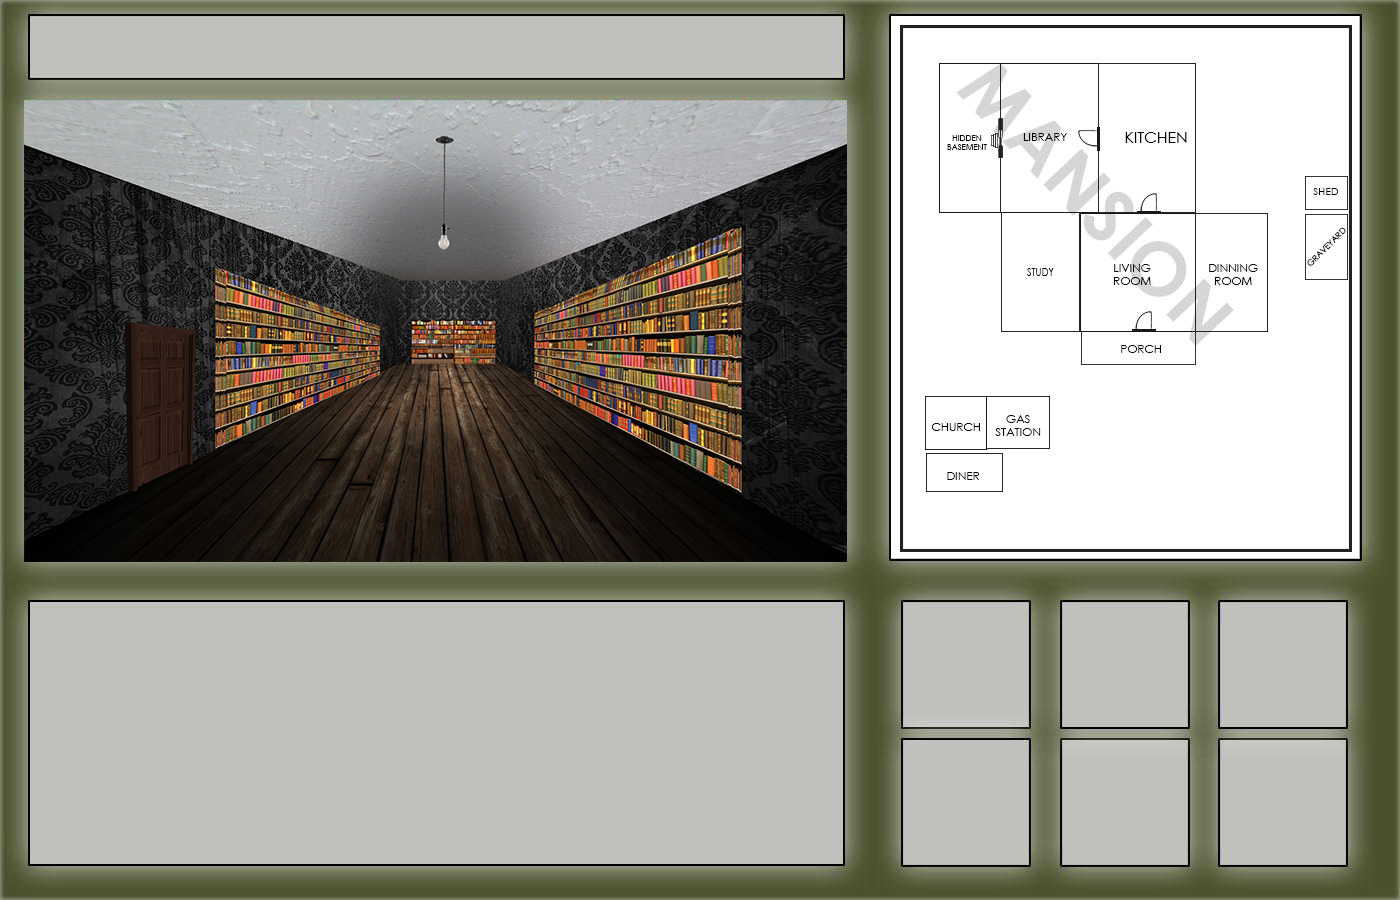 MANSION
HIDDEN
BASEMENT
LIBRARY
KITCHEN
SHED
GRAVEYARD
STUDY
LIVING
ROOM
DINNING
ROOM
PORCH
CHURCH
GAS
STATION
DINER